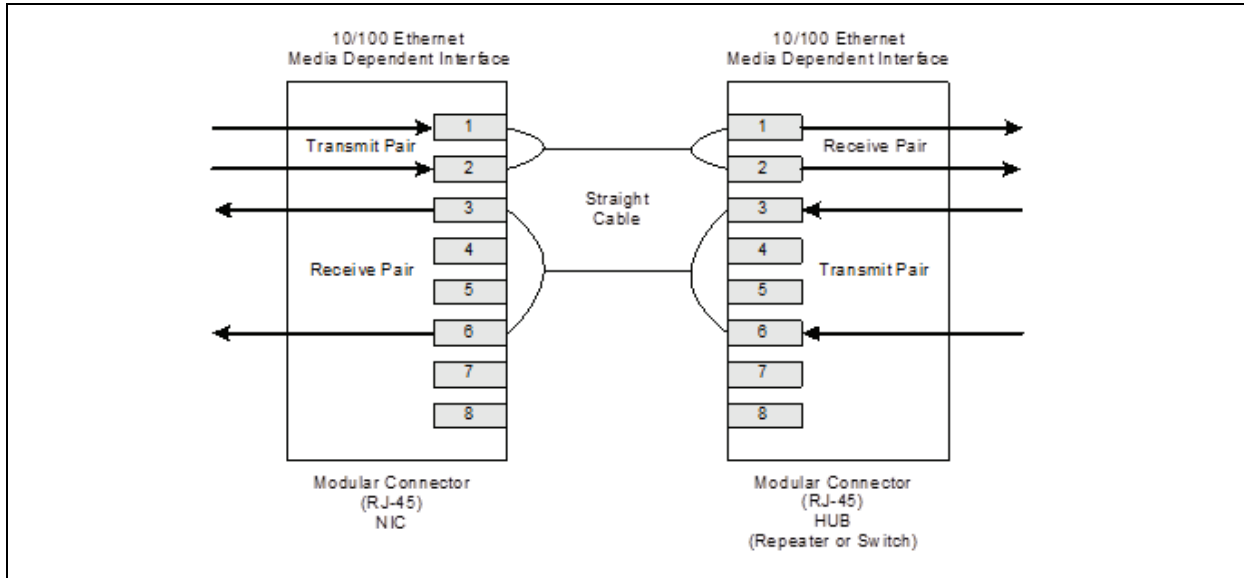 10/100 Ethernet
Media Dependent Interface
10/100 Ethernet
Media Dependent Interface
1
Transmit Pair
2
3
4
Receive Pair
5
6
7
8
Straight
Cable
1
Receive Pair
2
3
4
Transmit Pair
5
6
7
8
Modular Connector
(RJ-45)
NIC
Modular Connector
(RJ-45)
HUB
(Repeater or Switch)